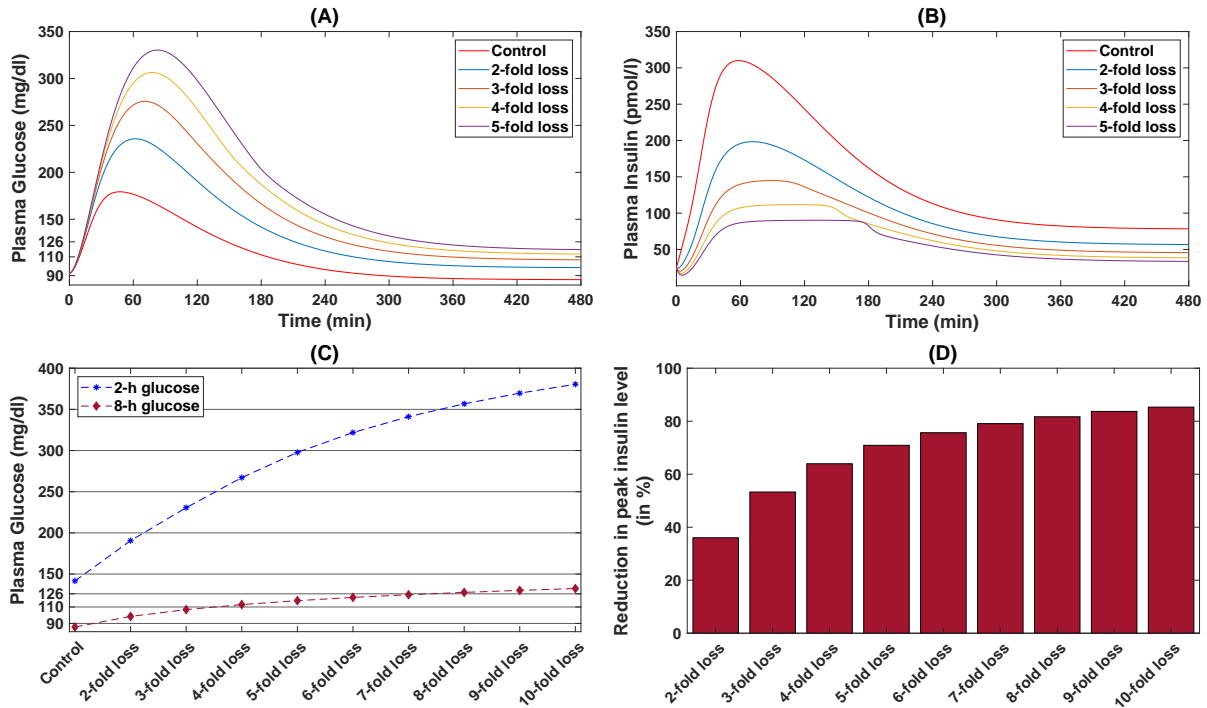 (A)
Plasma Glucose (mg/dl)
350
300
250
200
150
126
110
90
0 60 120 180 240 300 360 420 480
Time (min)
Control
2-fold loss
3-fold loss
4-fold loss
5-fold loss
(B)
Plasma Insulin (pmol/l)
350
300
250
200
150
100
50
0 60 120 180 240 300 360 420 480
Time (min)
Control
2-fold loss
3-fold loss
4-fold loss
5-fold loss
(C)
Plasma Glucose (mg/dl)
400
350
300
250
200
150
126
110
90
2-h glucose
8-h glucose
Control
2-fold loss
3-fold loss
4-fold loss
5-fold loss
6-fold loss
7-fold loss
8-fold loss
9-fold loss
10-fold loss
(D)
Reduction in peak insulin level
(in %)
100
80
60
40
20
0
2-fold loss
3-fold loss
4-fold loss
5-fold loss
6-fold loss
7-fold loss
8-fold loss
9-fold loss
10-fold loss